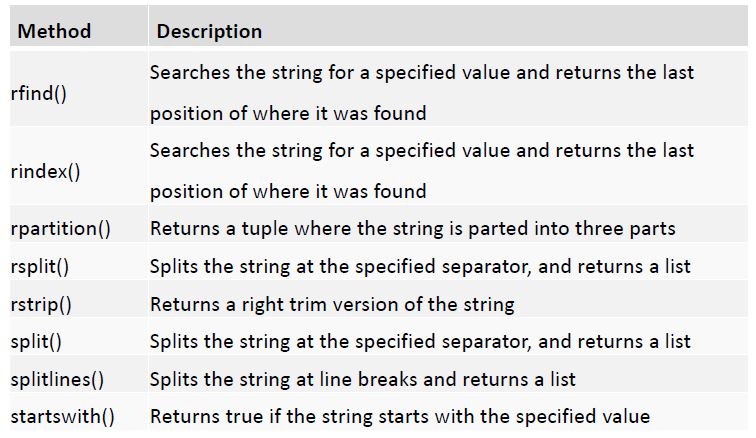 Method Description
Searches the string for a specified value and returns the last
rfind()
position of where it was found
Searches the string for a specified value and returns the last
rindex()
position of where it was found
rpartition() Returns a tuple where the string is parted into three parts
rsplit() Splits the string at the specified separator, and returns a list
rstrip() Returns a right trim version of the string
split() Splits the string at the specified separator, and returns a list
splitlines() Splits the string at line breaks and returns a list
startswith() Returns true if the string starts with the specified value